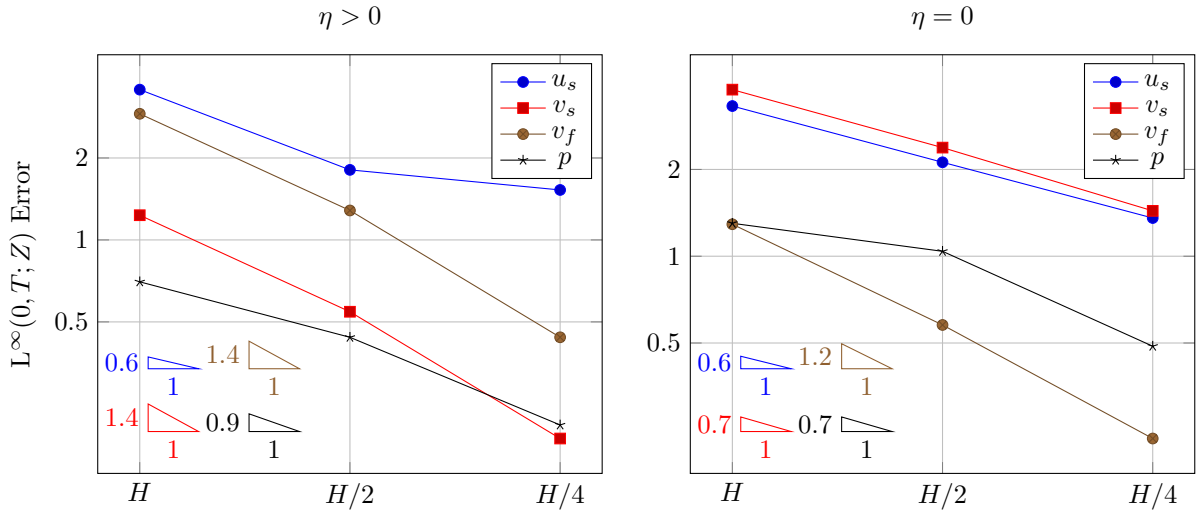 η > 0
L∞(0, T; Z) Error
2
1
0.5
H
H/2
H/4
u_s
v_s
v_f
p
0.6
1
1.4
1
1.4
1
0.9
1
η = 0
2
1
0.5
H
H/2
H/4
u_s
v_s
v_f
p
0.6
1
1.2
1
0.7
1
0.7
1